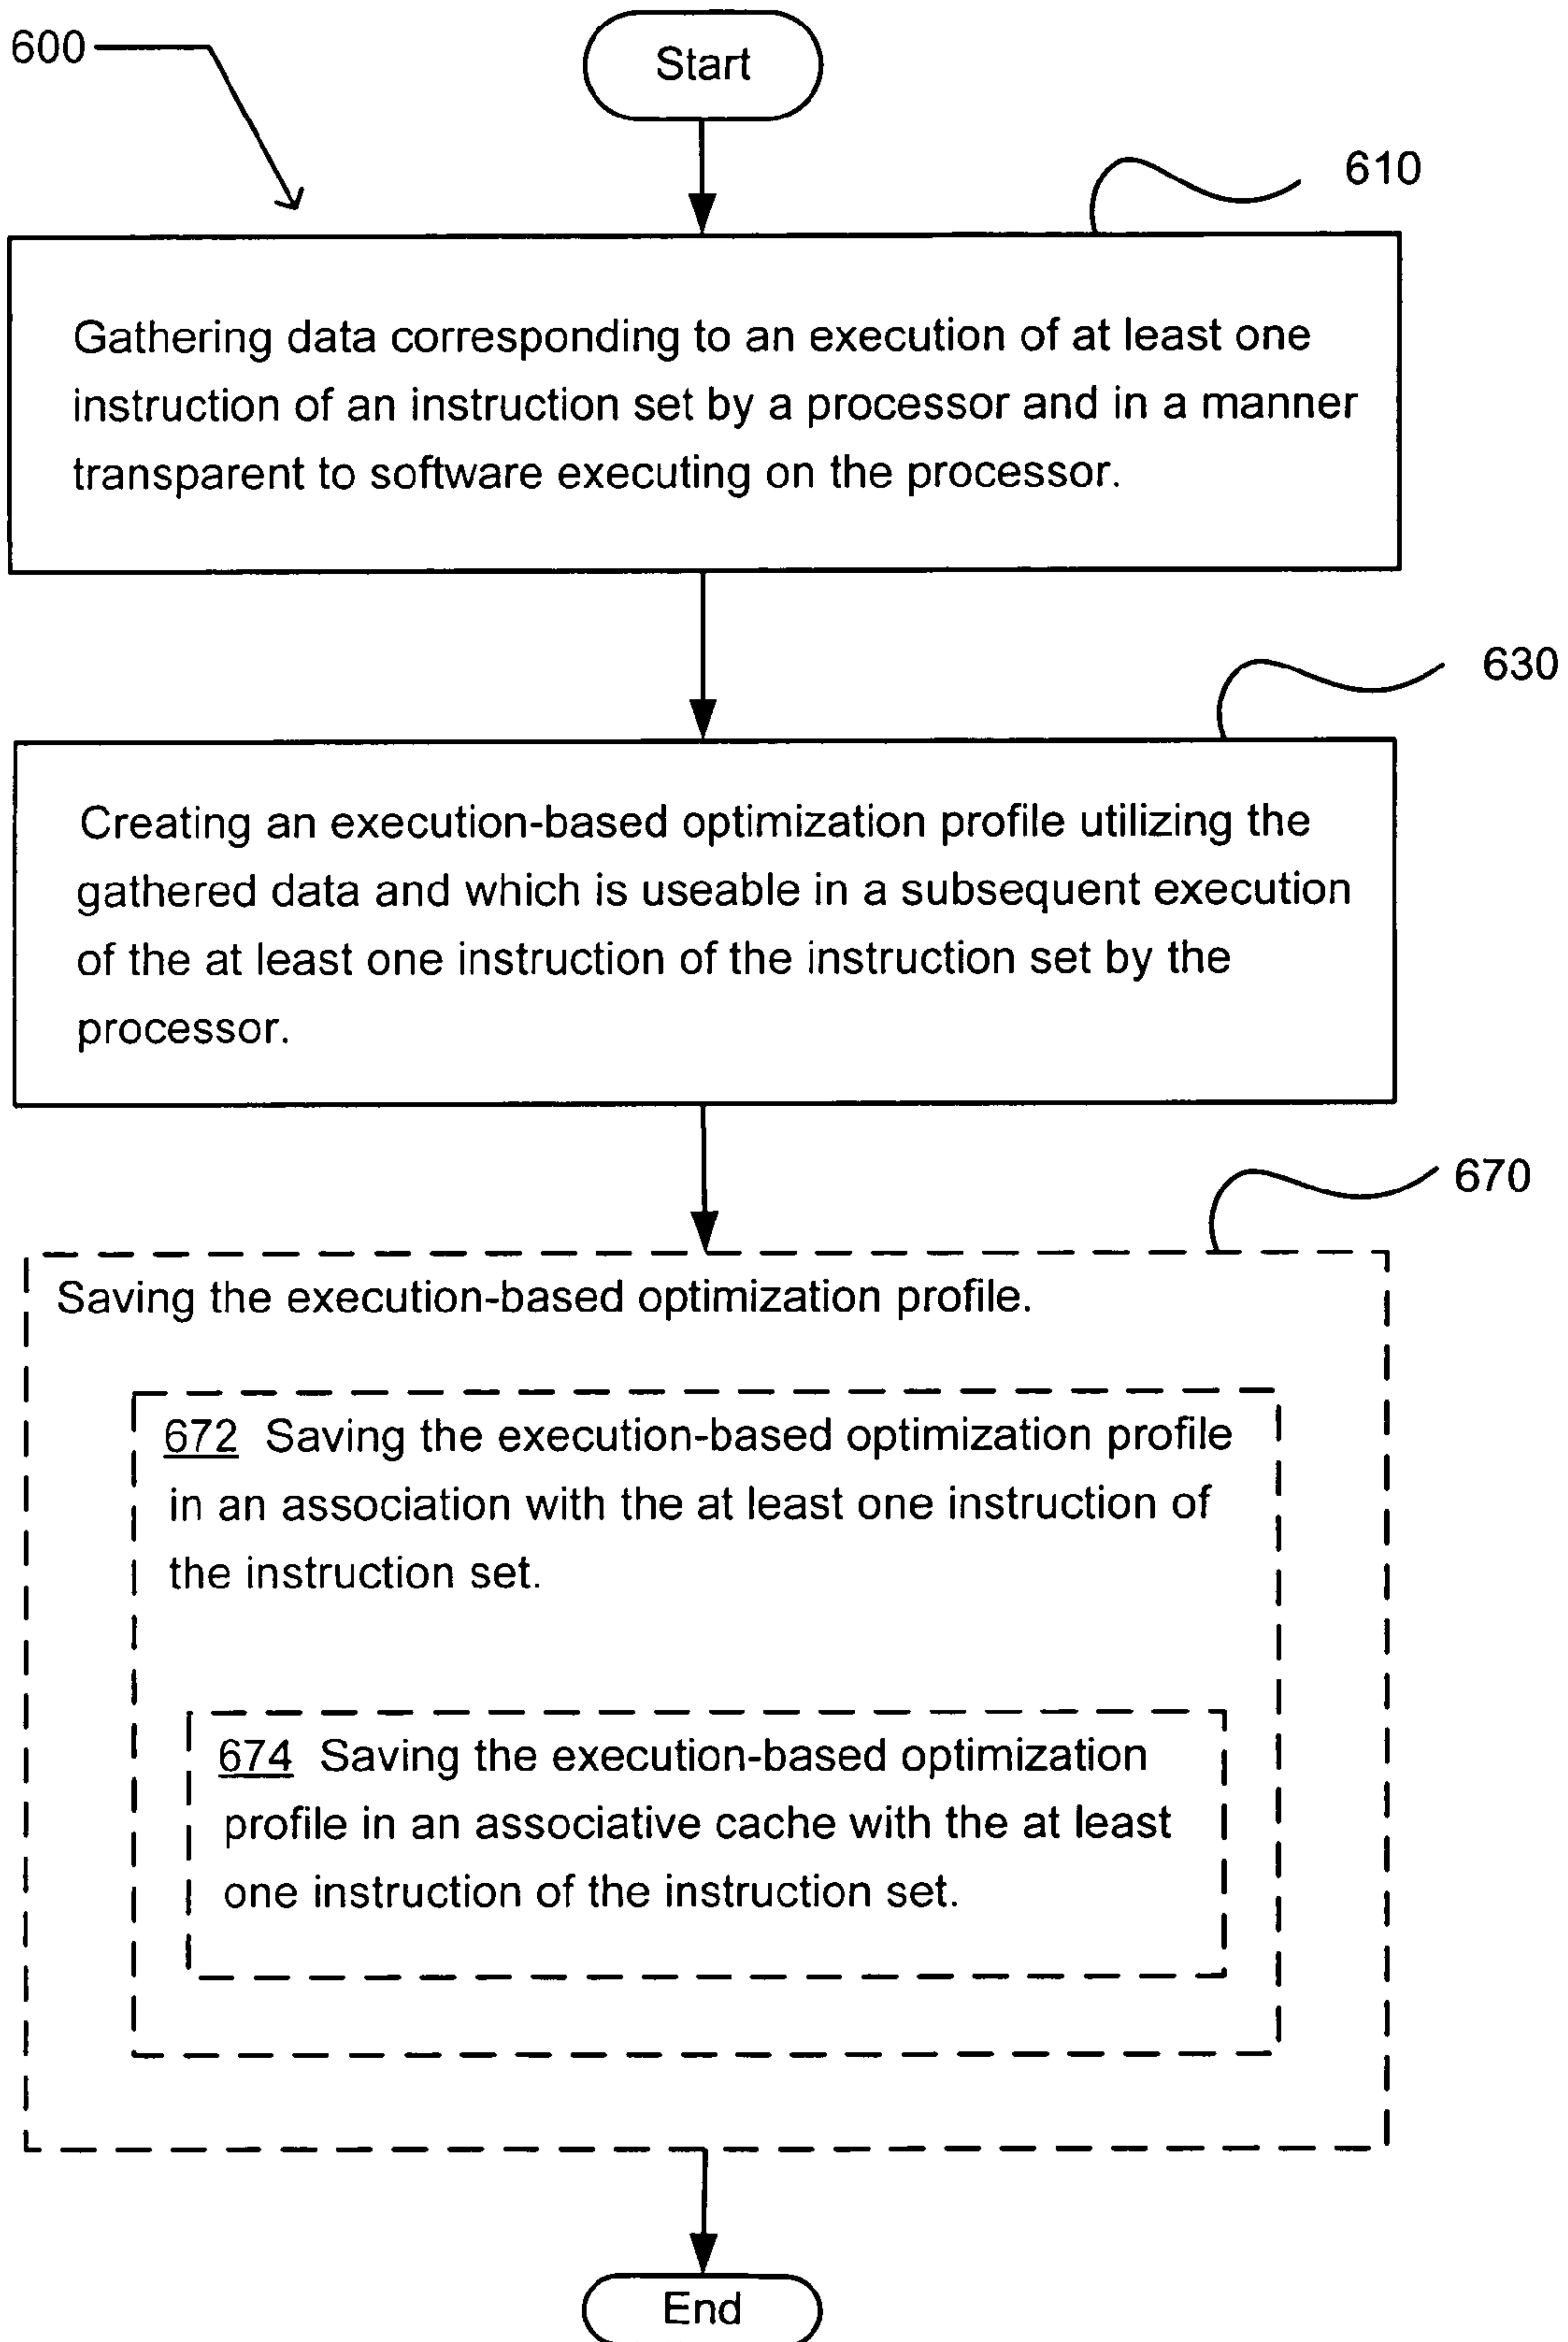 600
Start
610
Gathering data corresponding to an execution of at least one
instruction of an instruction set by a processor and in a manner
transparent to software executing on the processor.
630
Creating an execution-based optimization profile utilizing the
gathered data and which is useable in a subsequent execution
of the at least one instruction of the instruction set by the
processor.
670
Saving the execution-based optimization profile.
672 Saving the execution-based optimization profile
in an association with the at least one instruction of
the instruction set.
674 Saving the execution-based optimization
profile in an associative cache with the at least
one instruction of the instruction set.
End